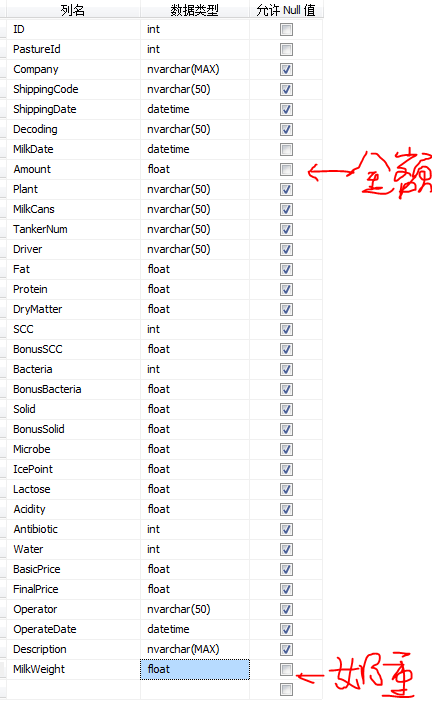 列名 数据类型 允许 Null 值
ID int
PastureId int
Company nvarchar(MAX)
ShippingCode nvarchar(50)
ShippingDate datetime
Decoding nvarchar(50)
MilkDate datetime
Amount float 金额
Plant nvarchar(50)
MilkCans nvarchar(50)
TankerNum nvarchar(50)
Driver nvarchar(50)
Fat float
Protein float
DryMatter float
SCC int
BonusSCC float
Bacteria int
BonusBacteria float
Solid float
BonusSolid float
Microbe float
IcePoint float
Lactose float
Acidity float
Antibiotic int
Water int
BasicPrice float
FinalPrice float
Operator nvarchar(50)
OperateDate datetime
Description nvarchar(MAX)
MilkWeight float 奶重